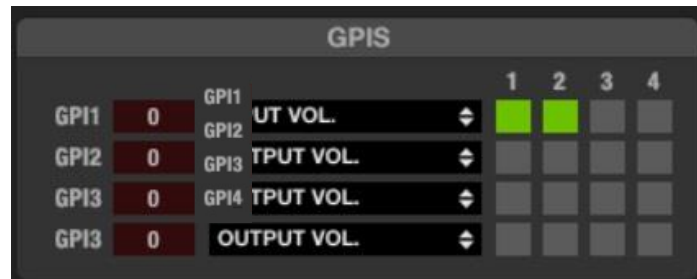 GPIS
1 2 3 4
GPI1 0 GPI1 UT VOL.
GPI2 0 GPI2 TPUT VOL.
GPI3 0 GPI3 TPUT VOL.
GPI3 0 GPI4 OUTPUT VOL.